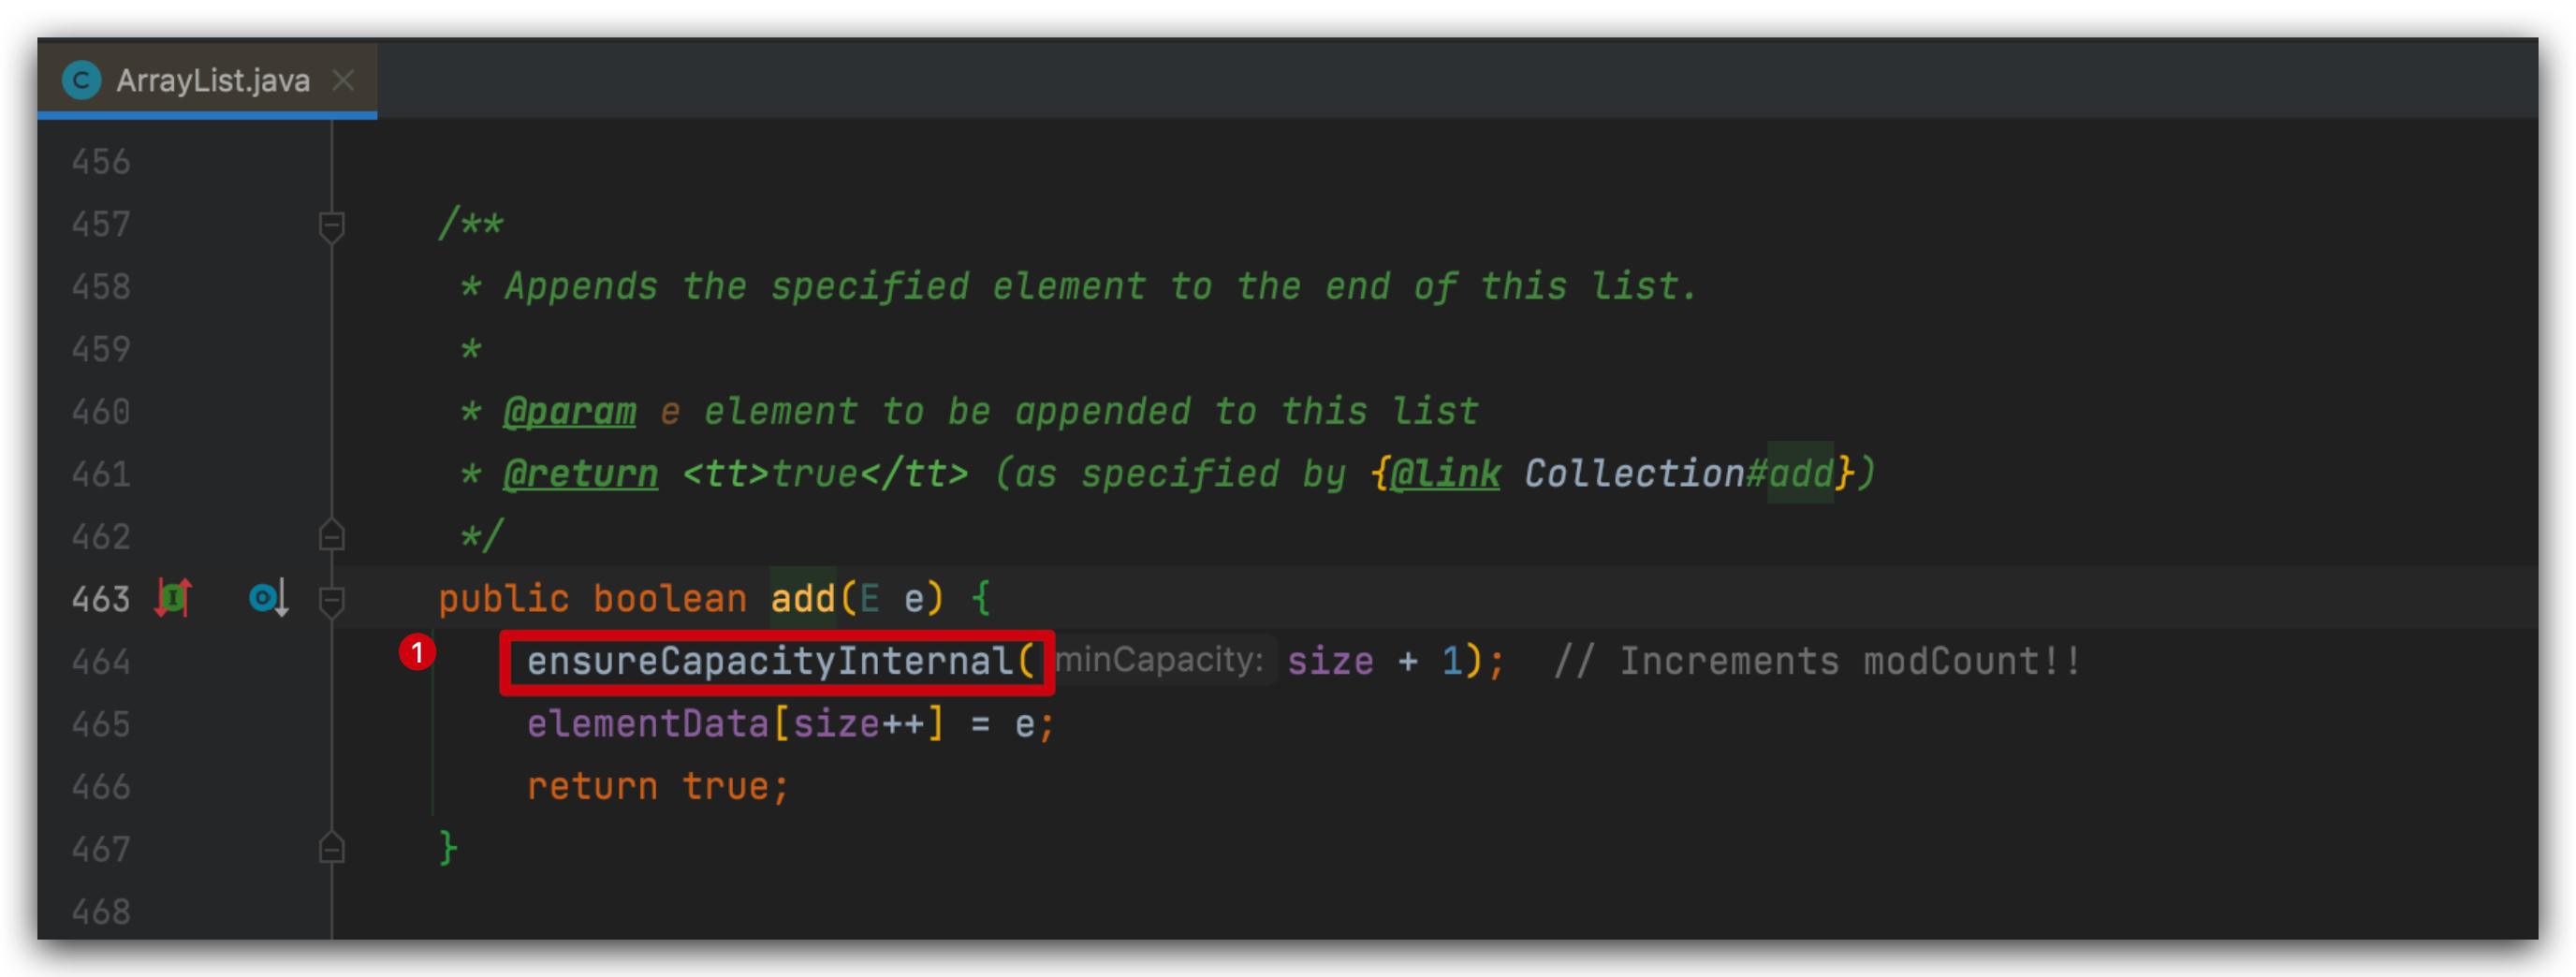 ArrayList.java
456
457 /**
458 * Appends the specified element to the end of this list.
459 *
460 * @param e element to be appended to this list
461 * @return <tt>true</tt> (as specified by {@link Collection#add})
462 */
463 public boolean add(E e) {
1 464 ensureCapacityInternal( minCapacity: size + 1);  // Increments modCount!!
465 elementData[size++] = e;
466 return true;
467 }
468